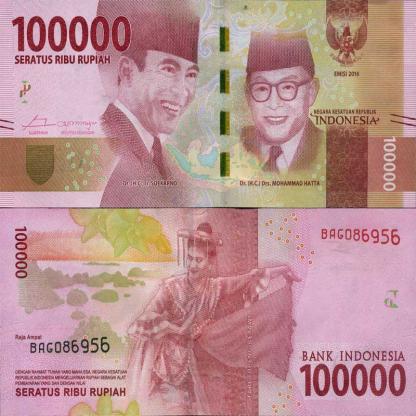 100000
SERATUS RIBU RUPIAH
EMISI 2016
NEGARA KESATUAN REPUBLIK
INDONESIA
100000
Dr. (H.C.) Ir. SOEKARNO
Dr. (H.C.) Drs. MOHAMMAD HATTA
100000
BAG086956
Raja Ampat
BAG086956
DENGAN RAHMAT TUHAN YANG MAHA ESA, NEGARA KESATUAN
REPUBLIK INDONESIA MENGELUARKAN RUPIAH SEBAGAI ALAT
PEMBAYARAN YANG SAH DENGAN NILAI
SERATUS RIBU RUPIAH
BANK INDONESIA
100000